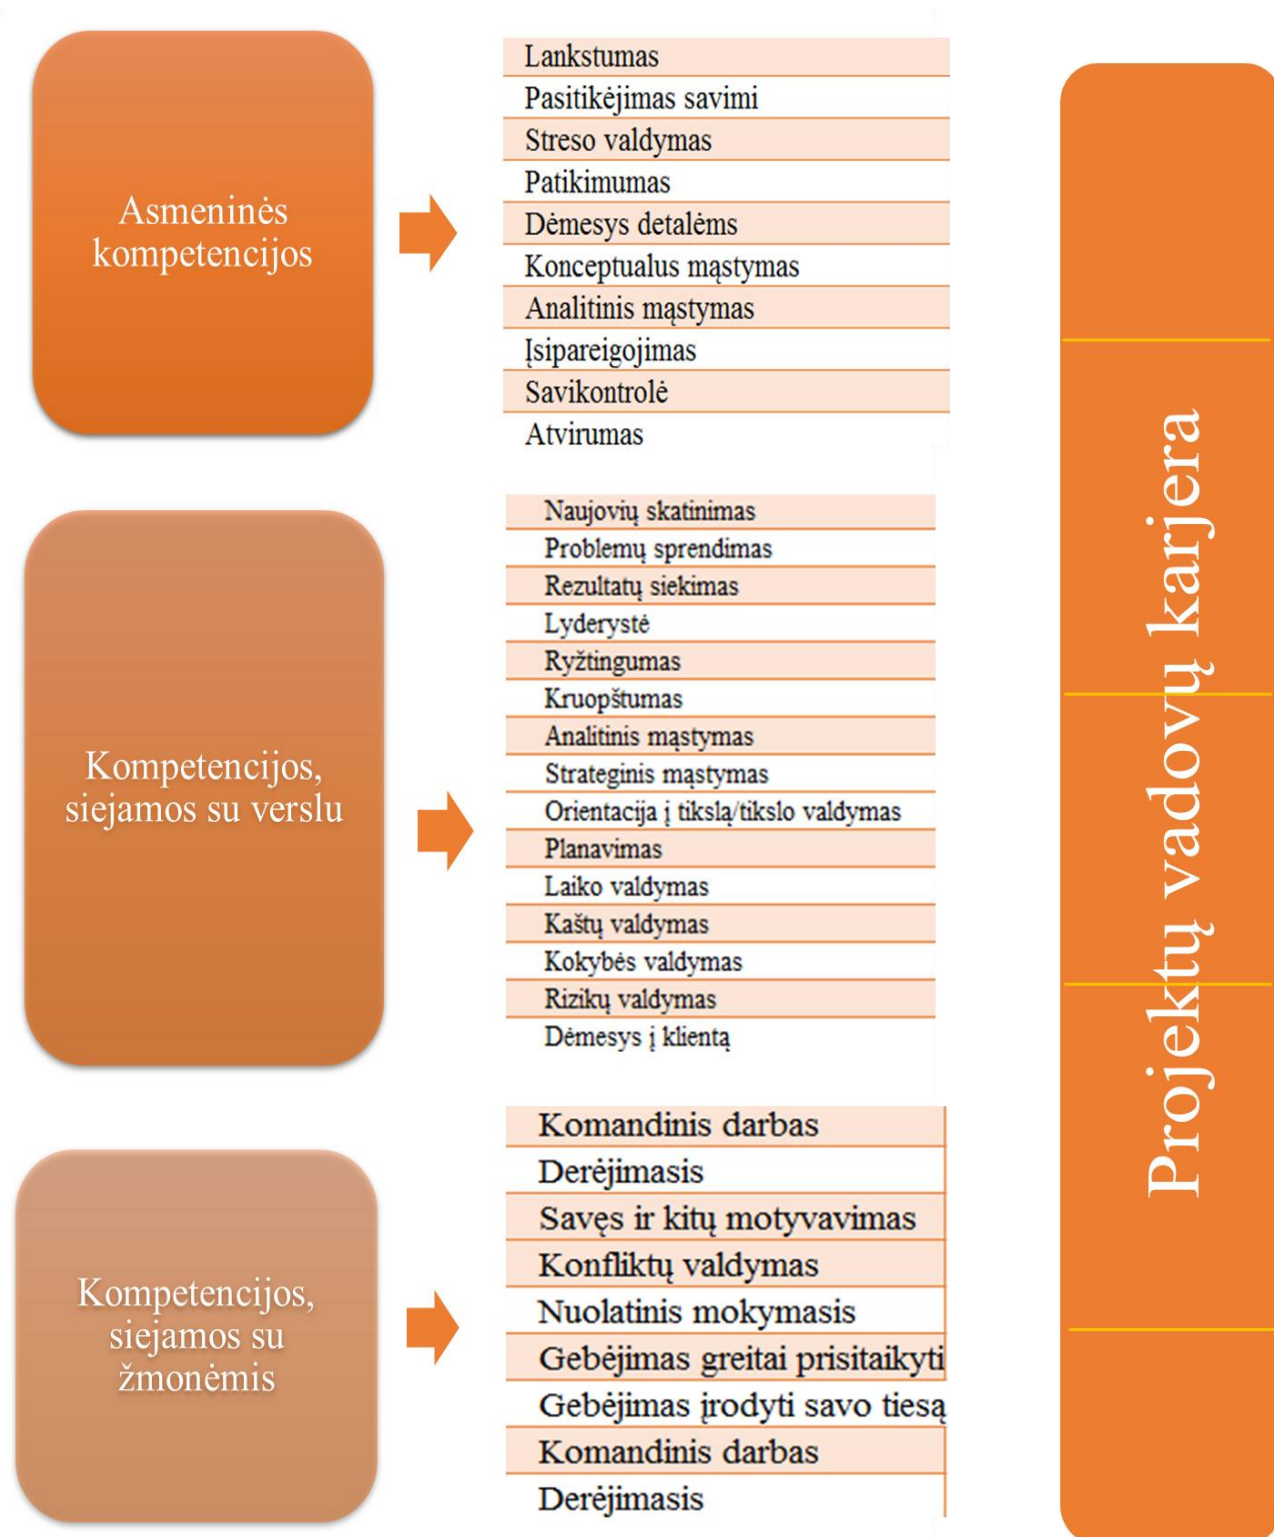 Asmeninės
kompetencijos
Lankstumas
Pasitikėjimas savimi
Streso valdymas
Patikimumas
Dėmesys detalėms
Konceptualus mąstymas
Analitinis mąstymas
Įsipareigojimas
Savikontrolė
Atvirumas
Kompetencijos,
siejamos su verslu
Naujovių skatinimas
Problemų sprendimas
Rezultatų siekimas
Lyderystė
Ryžtingumas
Kruopštumas
Analitinis mąstymas
Strateginis mąstymas
Orientacija į tikslą/tikslo valdymas
Planavimas
Laiko valdymas
Kaštų valdymas
Kokybės valdymas
Rizikų valdymas
Dėmesys į klientą
Kompetencijos,
siejamos su
žmonėmis
Komandinis darbas
Derėjimasis
Savęs ir kitų motyvavimas
Konfliktų valdymas
Nuolatinis mokymasis
Gebėjimas greitai prisitaikyti
Gebėjimas įrodyti savo tiesą
Komandinis darbas
Derėjimasis
Projektų vadovų karjera